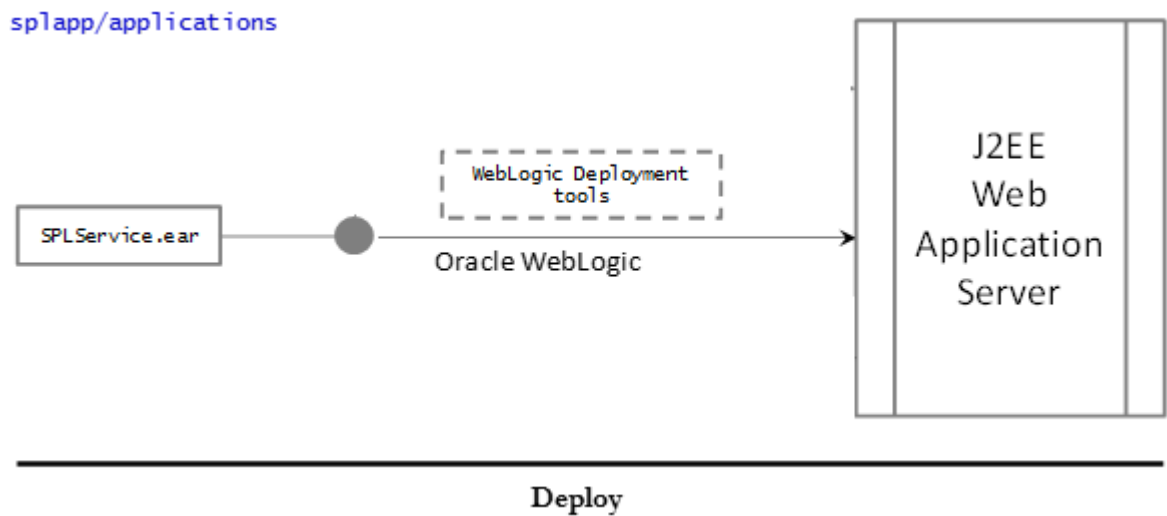 splapp/applications
WebLogic Deployment
tools
SPLService.ear
Oracle WebLogic
J2EE
Web
Application
Server
Deploy